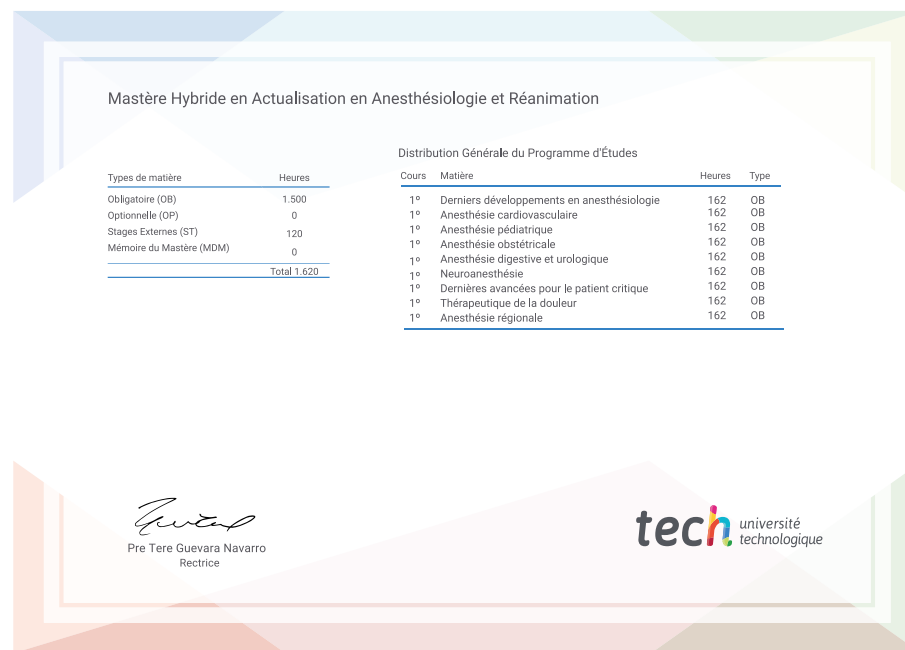 Mastère Hybride en Actualisation en Anesthésiologie et Réanimation
Types de matière Heures
Obligatoire (OB) 1.500
Optionnelle (OP) 0
Stages Externes (ST) 120
Mémoire du Mastère (MDM) 0
Total 1.620
Distribution Générale du Programme d'Études
Cours Matière Heures Type
1º Derniers développements en anesthésiologie 162 OB
1º Anesthésie cardiovasculaire 162 OB
1º Anesthésie pédiatrique 162 OB
1º Anesthésie obstétricale 162 OB
1º Anesthésie digestive et urologique 162 OB
1º Neuroanesthésie 162 OB
1º Dernières avancées pour le patient critique 162 OB
1º Thérapeutique de la douleur 162 OB
1º Anesthésie régionale 162 OB
Pre Tere Guevara Navarro
Rectrice
tech université
technologique